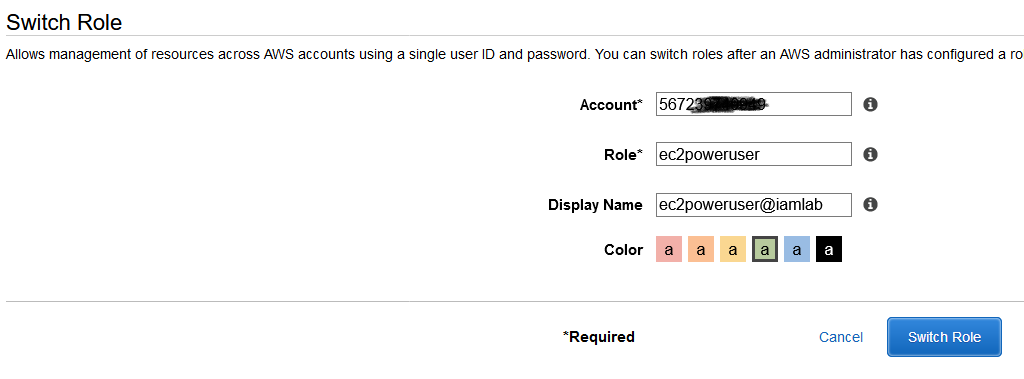 Switch Role
Allows management of resources across AWS accounts using a single user ID and password. You can switch roles after an AWS administrator has configured a ro
Account*
Role* ec2poweruser
Display Name ec2poweruser@iamlab
Color a a a a a a
*Required Cancel Switch Role